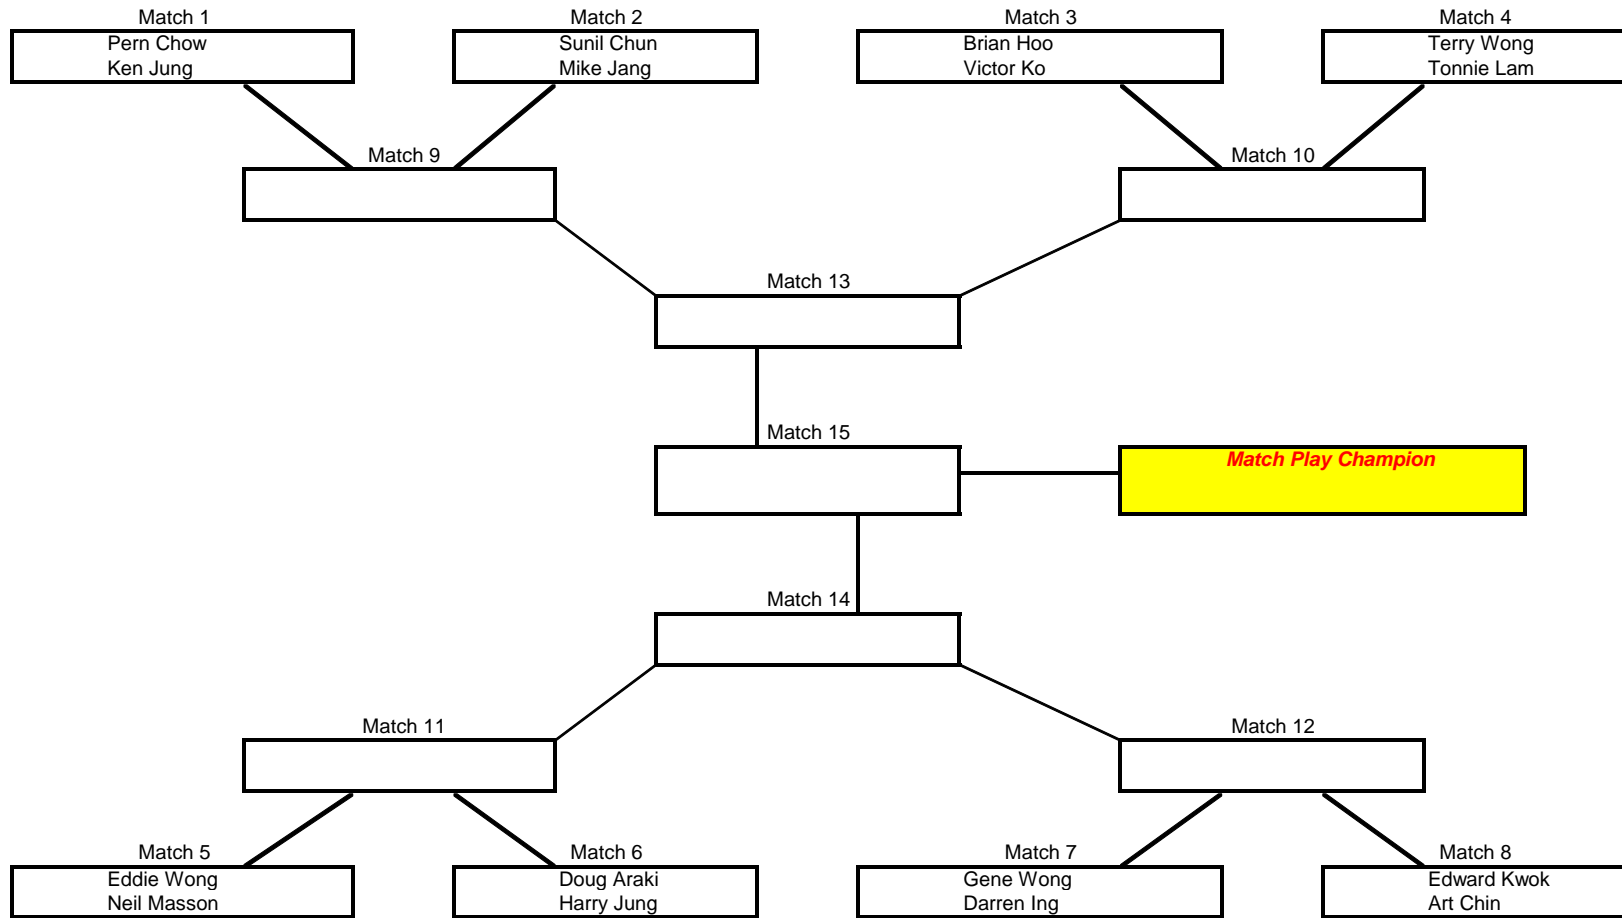 Match 1
Pern Chow
Ken Jung
Match 2
Sunil Chun
Mike Jang
Match 3
Brian Hoo
Victor Ko
Match 4
Terry Wong
Tonnie Lam
Match 9
Match 10
Match 13
Match 15
Match Play Champion
Match 14
Match 11
Match 12
Match 5
Eddie Wong
Neil Masson
Match 6
Doug Araki
Harry Jung
Match 7
Gene Wong
Darren Ing
Match 8
Edward Kwok
Art Chin